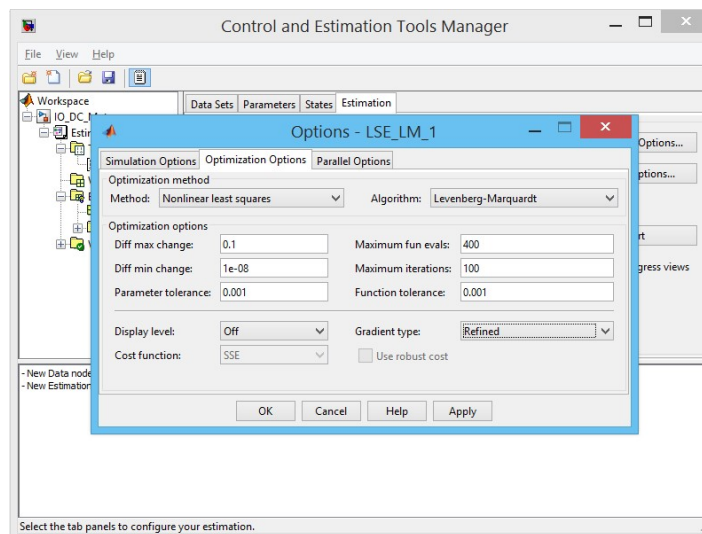 Control and Estimation Tools Manager
File View Help
Workspace
IO_DC_M
Estir
Data Sets Parameters States Estimation
Options...
ptions...
rt
gress views
Options - LSE_LM_1
Simulation Options Optimization Options Parallel Options
Optimization method
Method: Nonlinear least squares Algorithm: Levenberg-Marquardt
Optimization options
Diff max change: 0.1 Maximum fun evals: 400
Diff min change: 1e-08 Maximum iterations: 100
Parameter tolerance: 0.001 Function tolerance: 0.001
Display level: Off Gradient type: Refined
Cost function: SSE Use robust cost
OK Cancel Help Apply
- New Data node
- New Estimation
Select the tab panels to configure your estimation.